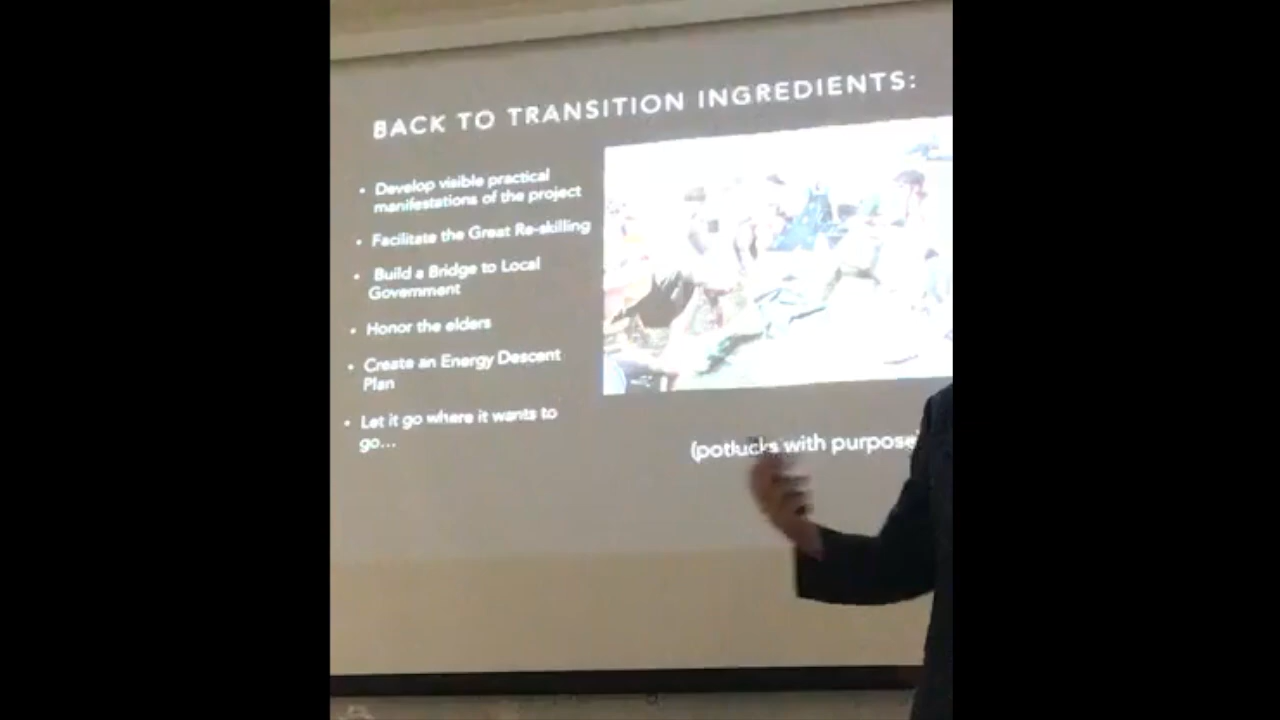 BACK TO TRANSITION INGREDIENTS:
• Develop visible practical
manifestations of the project
• Facilitate the Great Re-skilling
• Build a Bridge to Local
Government
• Honor the elders
• Create an Energy Descent
Plan
• Let it go where it wants to
go...
(potlucks with purpose